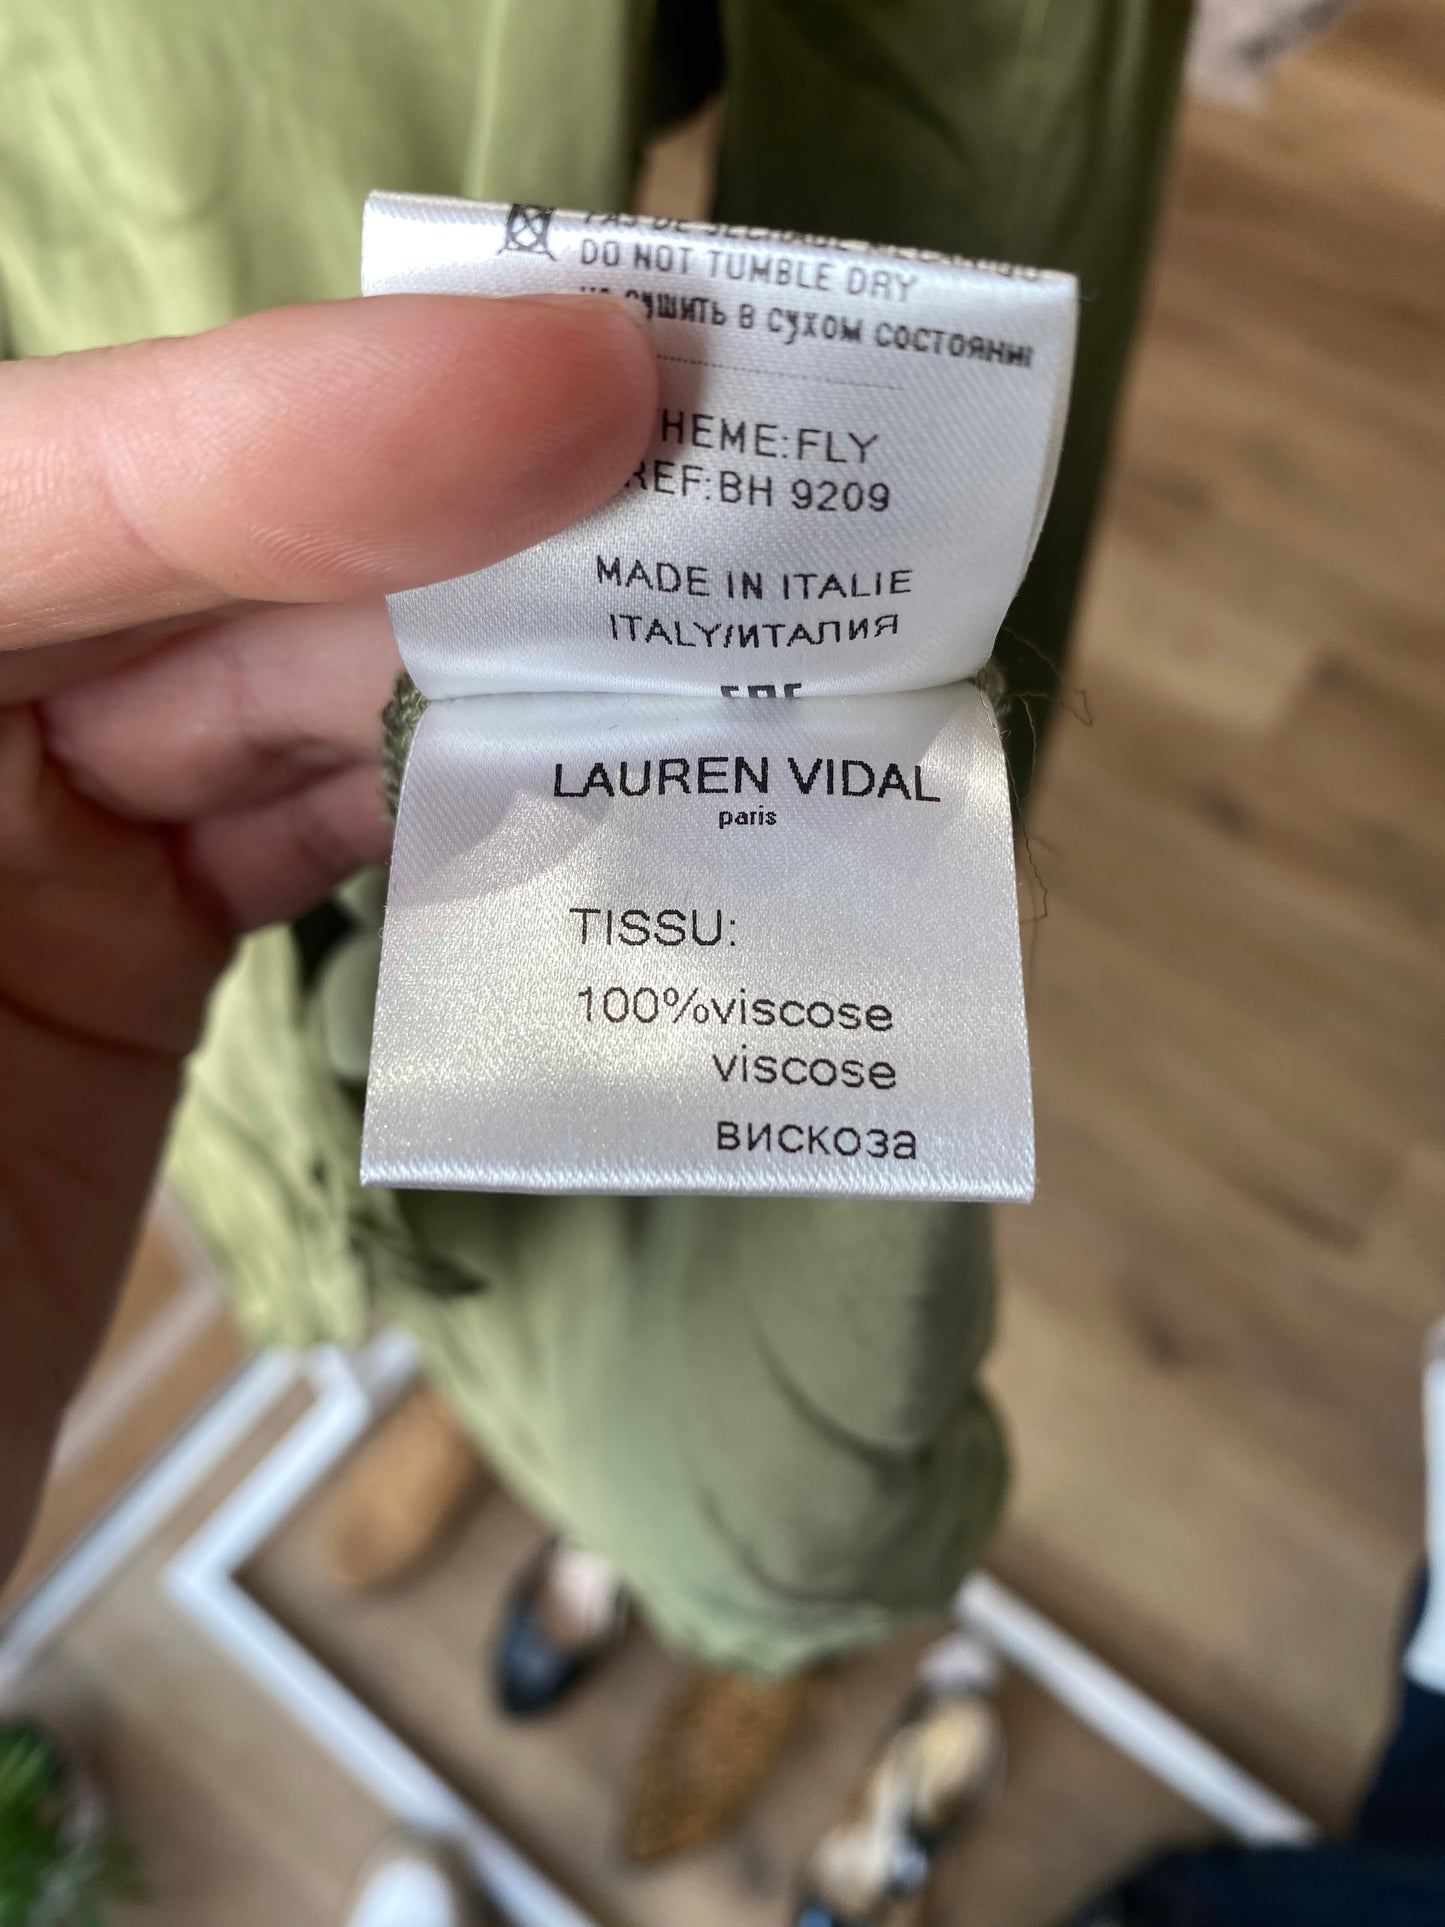 DO NOT TUMBLE DRY
сушить в сухом состояни
HEME:FLY
REF:BH 9209
MADE IN ITALIE
ITALY/ИТАЛИЯ
LAUREN VIDAL
paris
TISSU:
100%viscose
viscose
вискоза